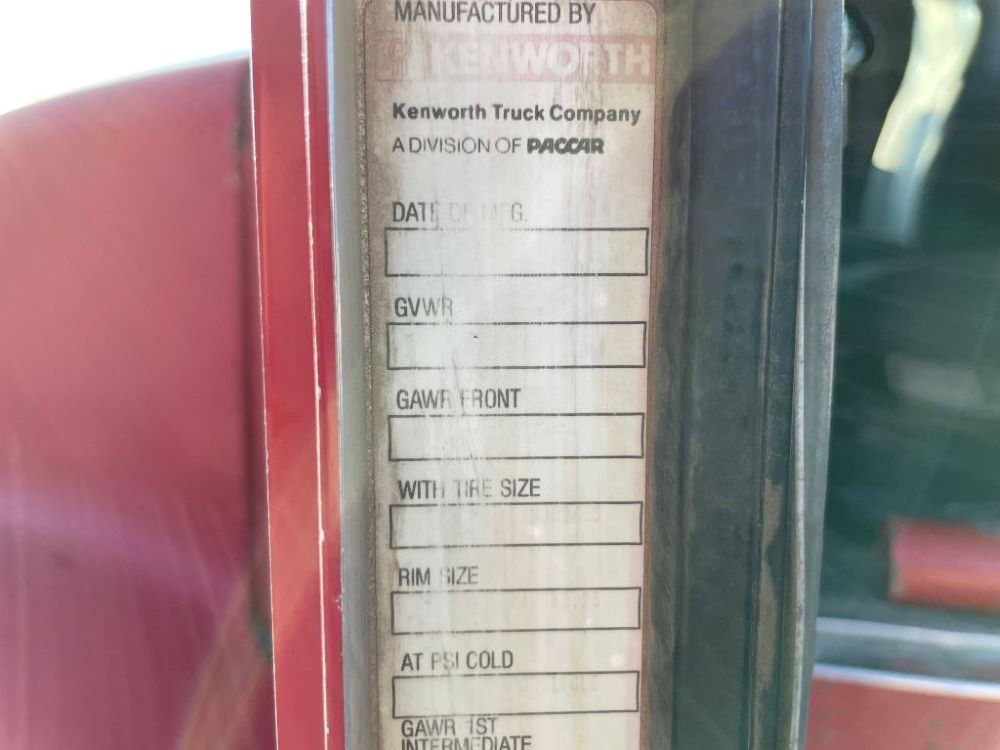 MANUFACTURED BY
KENWORTH
Kenworth Truck Company
A DIVISION OF PACCAR
DATE OF MFG.
GVWR
GAWR FRONT
WITH TIRE SIZE
RIM SIZE
AT PSI COLD
GAWR 1ST
INTERMEDIATE